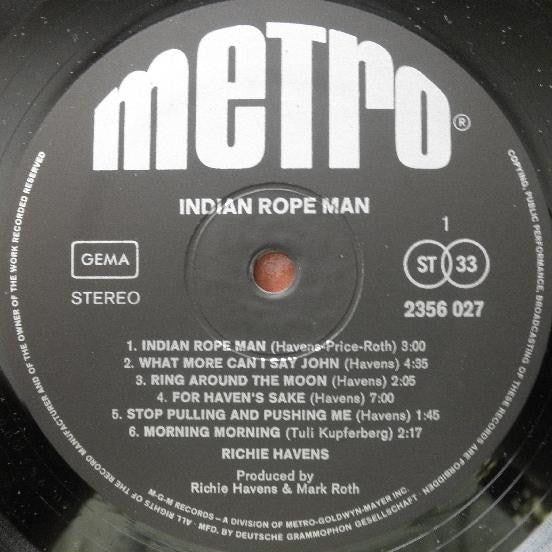 metro®
INDIAN ROPE MAN
1
GEMA
ST 33
STEREO
2356 027
1. INDIAN ROPE MAN (Havens-Price-Roth) 3:00
2. WHAT MORE CAN I SAY JOHN (Havens) 4:35
3. RING AROUND THE MOON (Havens) 2:05
4. FOR HAVEN'S SAKE (Havens) 7:00
5. STOP PULLING AND PUSHING ME (Havens) 1:45
6. MORNING MORNING (Tuli Kupferberg) 2:17
RICHIE HAVENS
Produced by
Richie Havens & Mark Roth
M-G-M RECORDS – A DIVISION OF METRO-GOLDWYN-MAYER INC.
· ALL RIGHTS OF THE RECORD MANUFACTURER AND OF THE OWNER OF THE WORK RECORDED RESERVED
COPYING, PUBLIC PERFORMANCE, BROADCASTING OF THESE RECORDS ARE FORBIDDEN · MFD. BY DEUTSCHE GRAMMOPHON GESELLSCHAFT ·